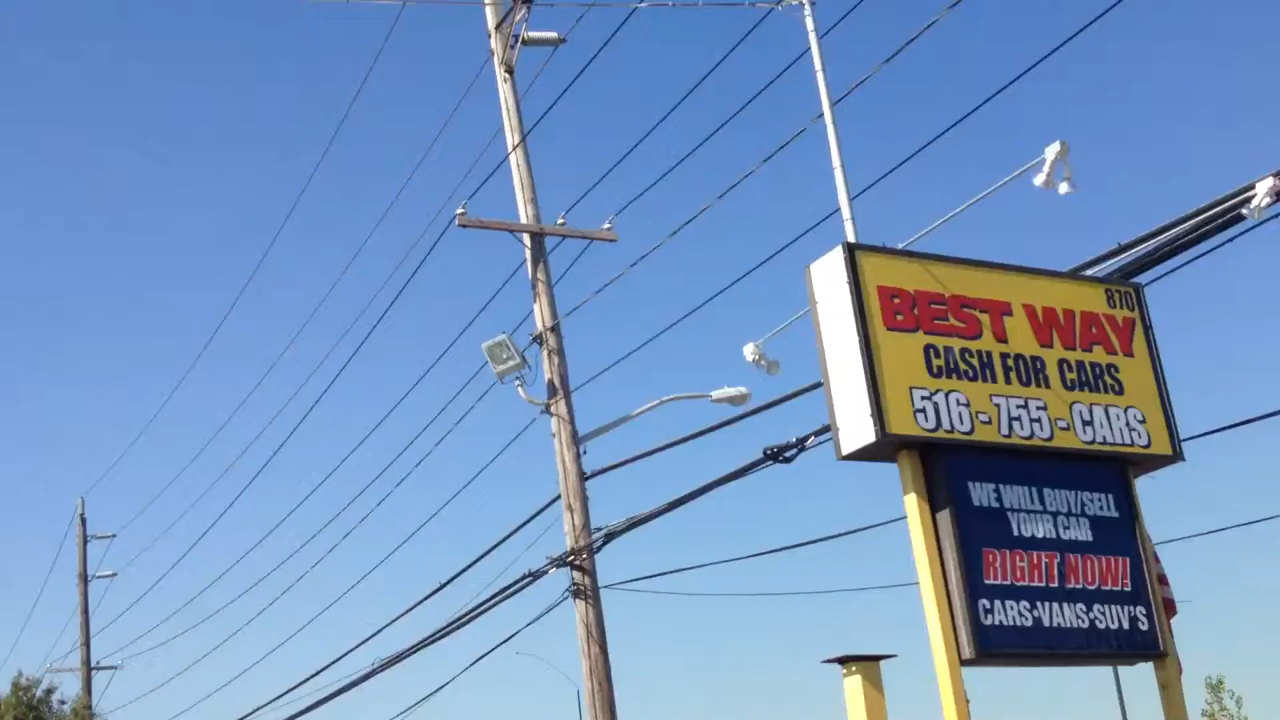 870
BEST WAY
CASH FOR CARS
516-755-CARS
WE WILL BUY/SELL
YOUR CAR
RIGHT NOW!
CARS·VANS·SUV'S